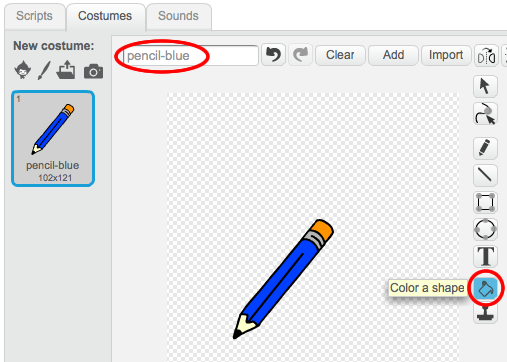 Scripts Costumes Sounds
New costume:
pencil-blue
Clear Add Import
1
pencil-blue
102x121
T
Color a shape